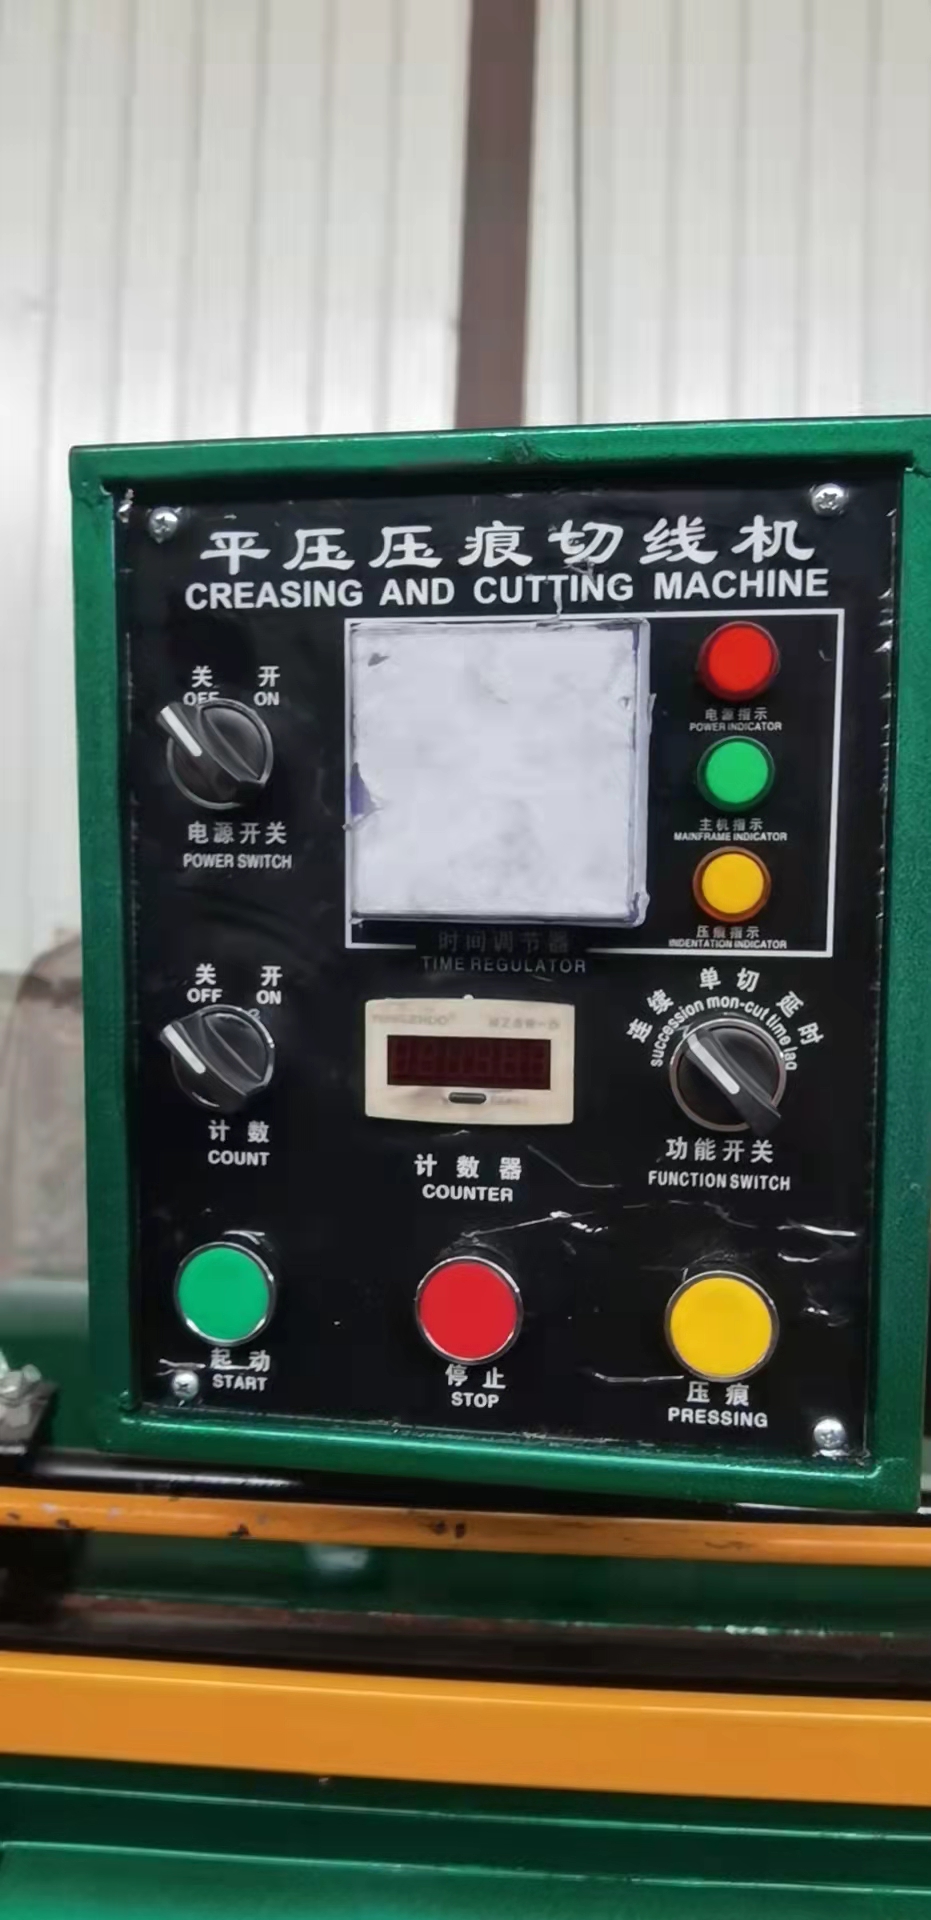 平压压痕切线机
CREASING AND CUTTING MACHINE
关 开
OFF ON
电源开关
POWER SWITCH
电源指示
POWER INDICATOR
主机指示
MAINFRAME INDICATOR
压痕指示
INDENTATION INDICATOR
时间调节器
TIME REGULATOR
关 开
OFF ON
计数
COUNT
计数器
COUNTER
连续 单切 延时
succession mon-cut time lag
功能开关
FUNCTION SWITCH
起动
START
停止
STOP
压痕
PRESSING